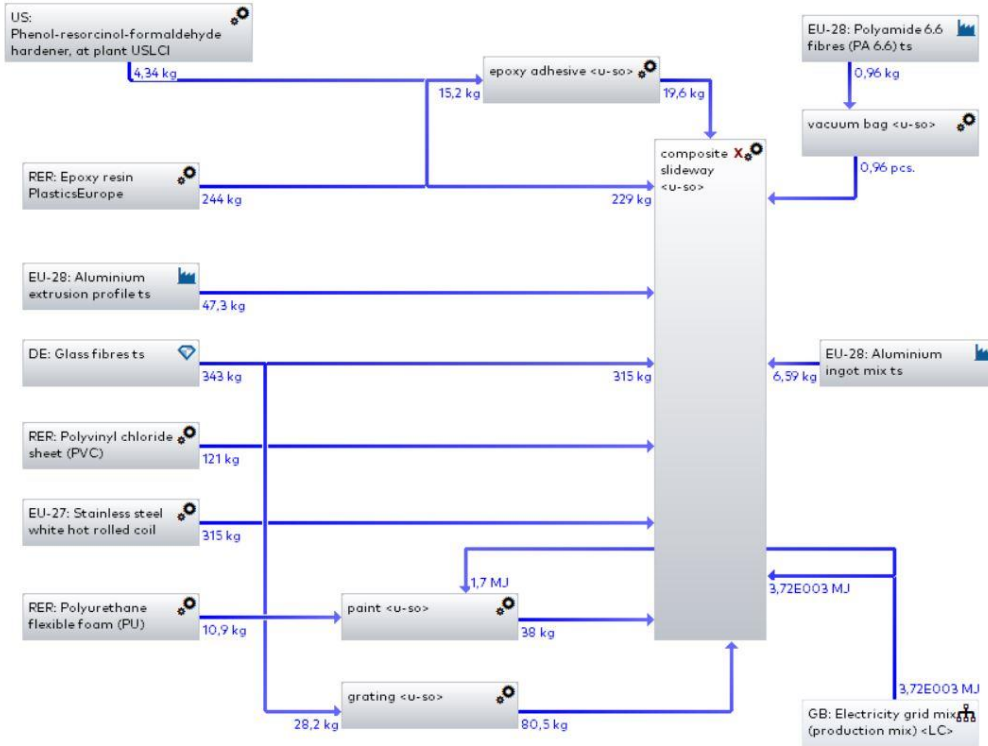 US:
Phenol-resorcinol-formaldehyde
hardener, at plant USLCI
4,34 kg
epoxy adhesive <u-so>
15,2 kg
19,6 kg
EU-28: Polyamide 6.6
fibres (PA 6.6) ts
0,96 kg
vacuum bag <u-so>
0,96 pcs.
composite X
slideway
<u-so>
RER: Epoxy resin
PlasticsEurope
244 kg
229 kg
EU-28: Aluminium
extrusion profile ts
47,3 kg
DE: Glass fibres ts
343 kg
315 kg
EU-28: Aluminium
ingot mix ts
6,59 kg
RER: Polyvinyl chloride
sheet (PVC)
121 kg
EU-27: Stainless steel
white hot rolled coil
315 kg
1,7 MJ
3,72E003 MJ
RER: Polyurethane
flexible foam (PU)
10,9 kg
paint <u-so>
38 kg
grating <u-so>
28,2 kg
80,5 kg
3,72E003 MJ
GB: Electricity grid mix
(production mix) <LC>